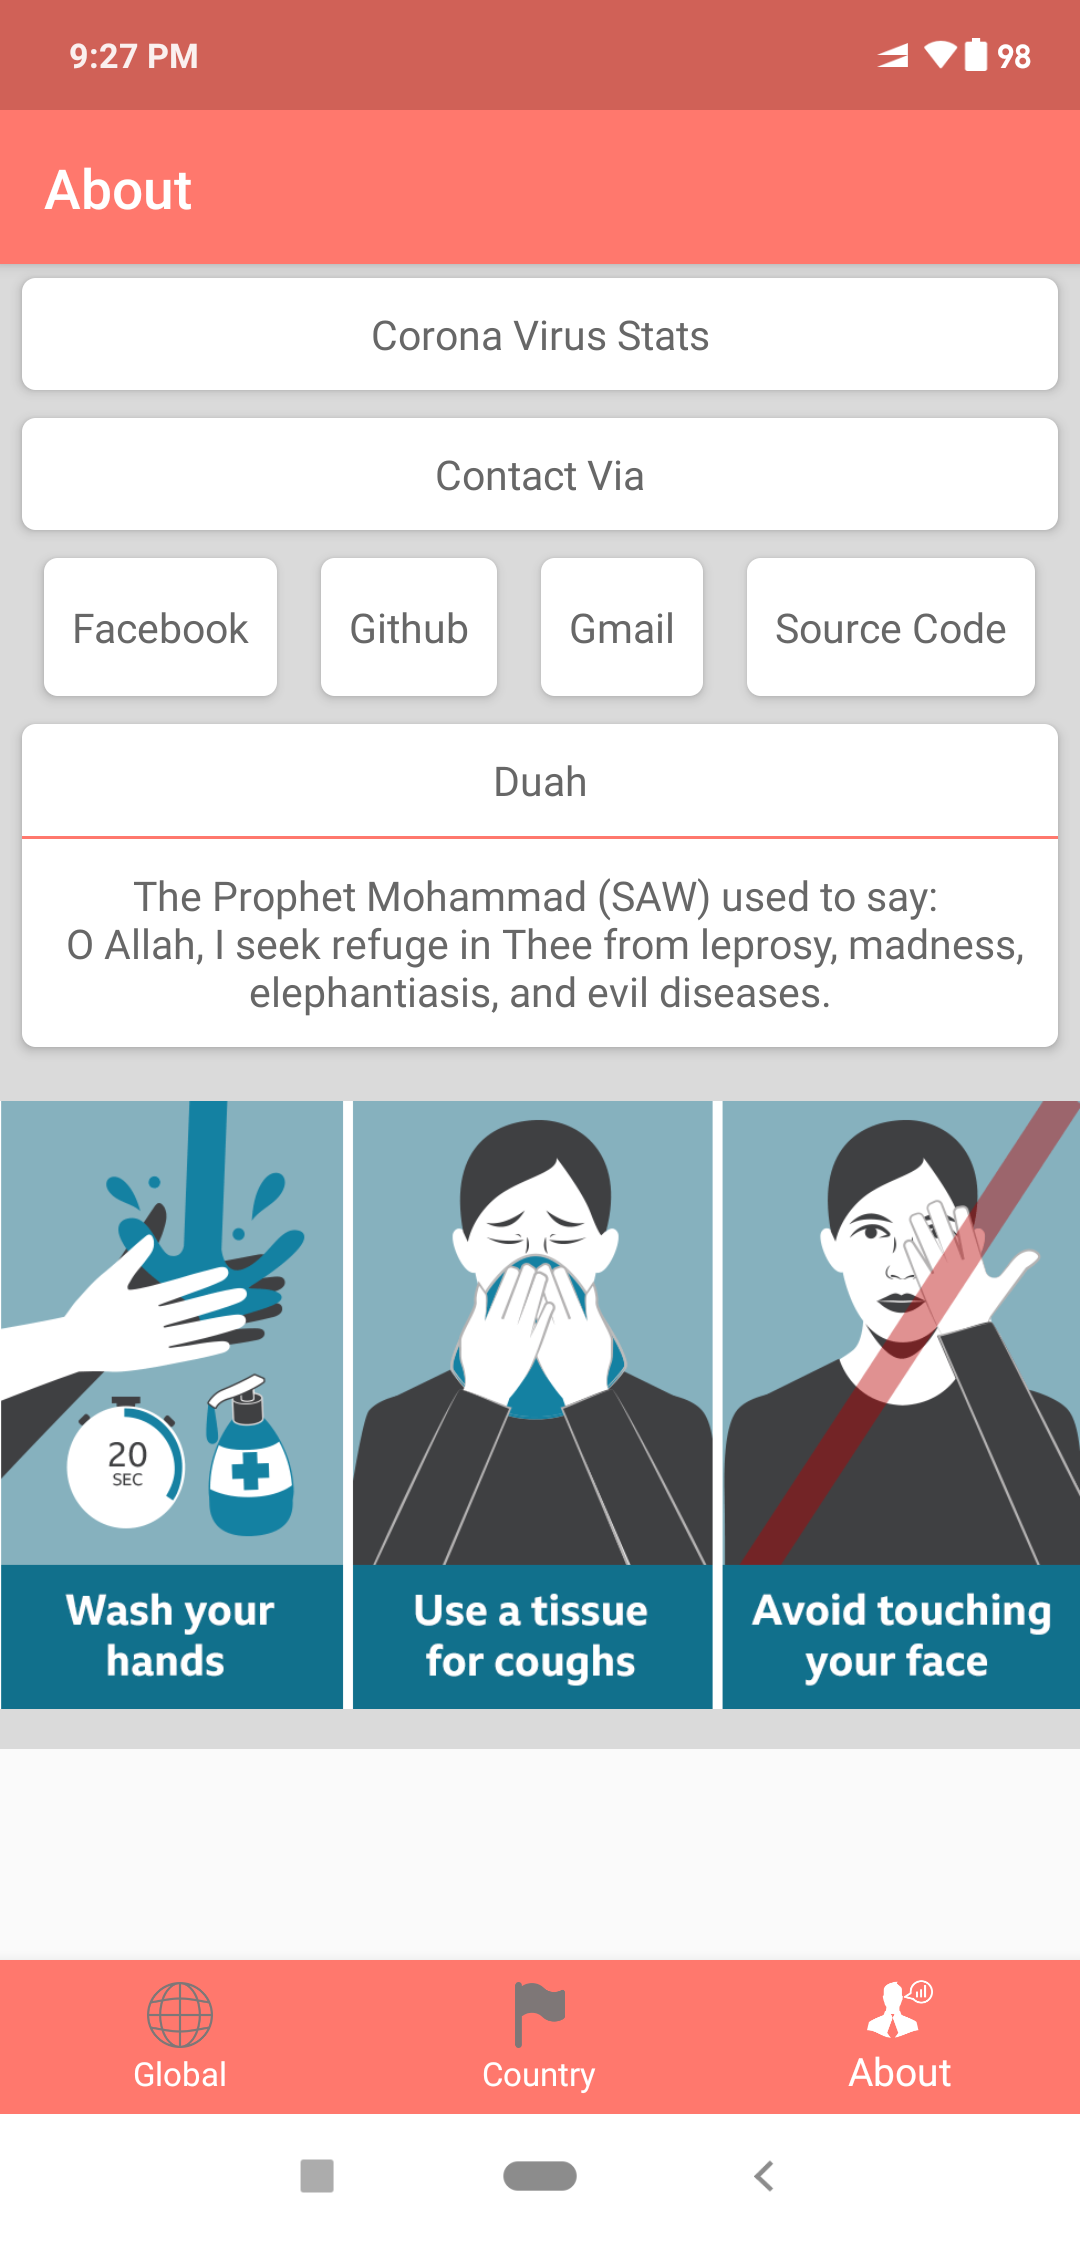 9:27 PM
98
About
Corona Virus Stats
Contact Via
Facebook
Github
Gmail
Source Code
Duah
The Prophet Mohammad (SAW) used to say:
O Allah, I seek refuge in Thee from leprosy, madness,
elephantiasis, and evil diseases.
20
SEC
Wash your
hands
Use a tissue
for coughs
Avoid touching
your face
Global
Country
About